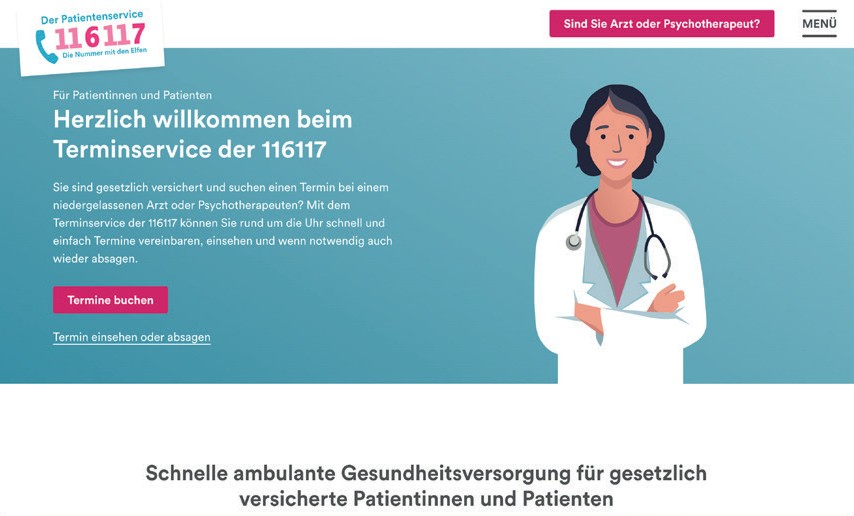 Der Patientenservice
116117
Die Nummer mit den Elfen
Sind Sie Arzt oder Psychotherapeut?
MENÜ
Für Patientinnen und Patienten
Herzlich willkommen beim
Terminservice der 116117
Sie sind gesetzlich versichert und suchen einen Termin bei einem
niedergelassenen Arzt oder Psychotherapeuten? Mit dem
Terminservice der 116117 können Sie rund um die Uhr schnell und
einfach Termine vereinbaren, einsehen und wenn notwendig auch
wieder absagen.
Termine buchen
Termin einsehen oder absagen
Schnelle ambulante Gesundheitsversorgung für gesetzlich
versicherte Patientinnen und Patienten